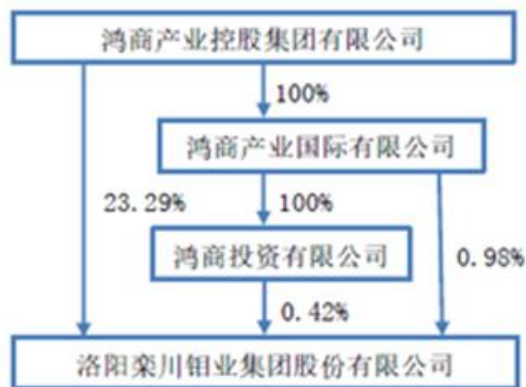 鸿商产业控股集团有限公司
100%
鸿商产业国际有限公司
23.29%
100%
鸿商投资有限公司
0.98%
0.42%
洛阳栾川钼业集团股份有限公司